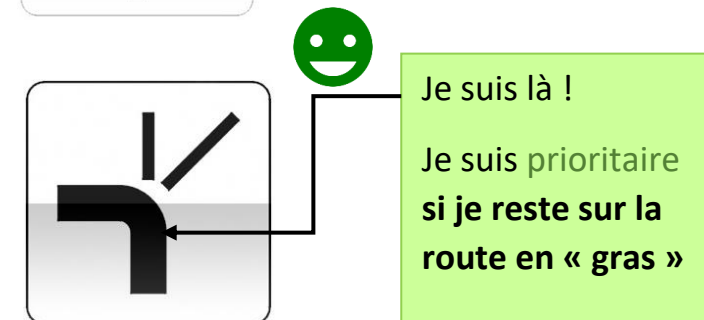 Je suis là !
Je suis prioritaire
si je reste sur la
route en « gras »